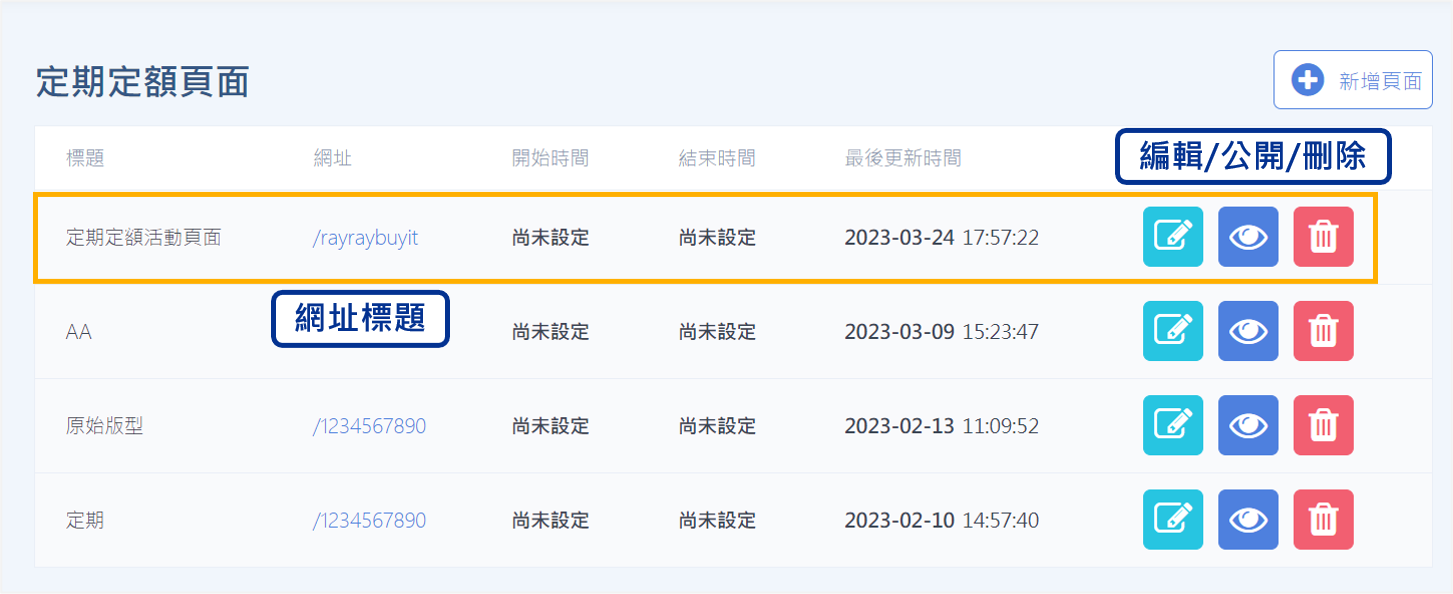 定期定額頁面
新增頁面
標題 網址 開始時間 結束時間 最後更新時間 編輯/公開/刪除
定期定額活動頁面 /rayraybuyit 尚未設定 尚未設定 2023-03-24 17:57:22
網址標題
AA 尚未設定 尚未設定 2023-03-09 15:23:47
原始版型 /1234567890 尚未設定 尚未設定 2023-02-13 11:09:52
定期 /1234567890 尚未設定 尚未設定 2023-02-10 14:57:40